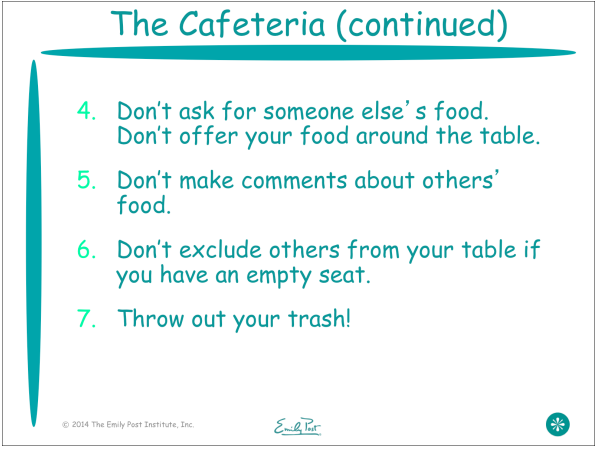 The Cafeteria (continued)
4. Don't ask for someone else's food.
Don't offer your food around the table.
5. Don't make comments about others'
food.
6. Don't exclude others from your table if
you have an empty seat.
7. Throw out your trash!
© 2014 The Emily Post Institute, Inc.
Emily Post